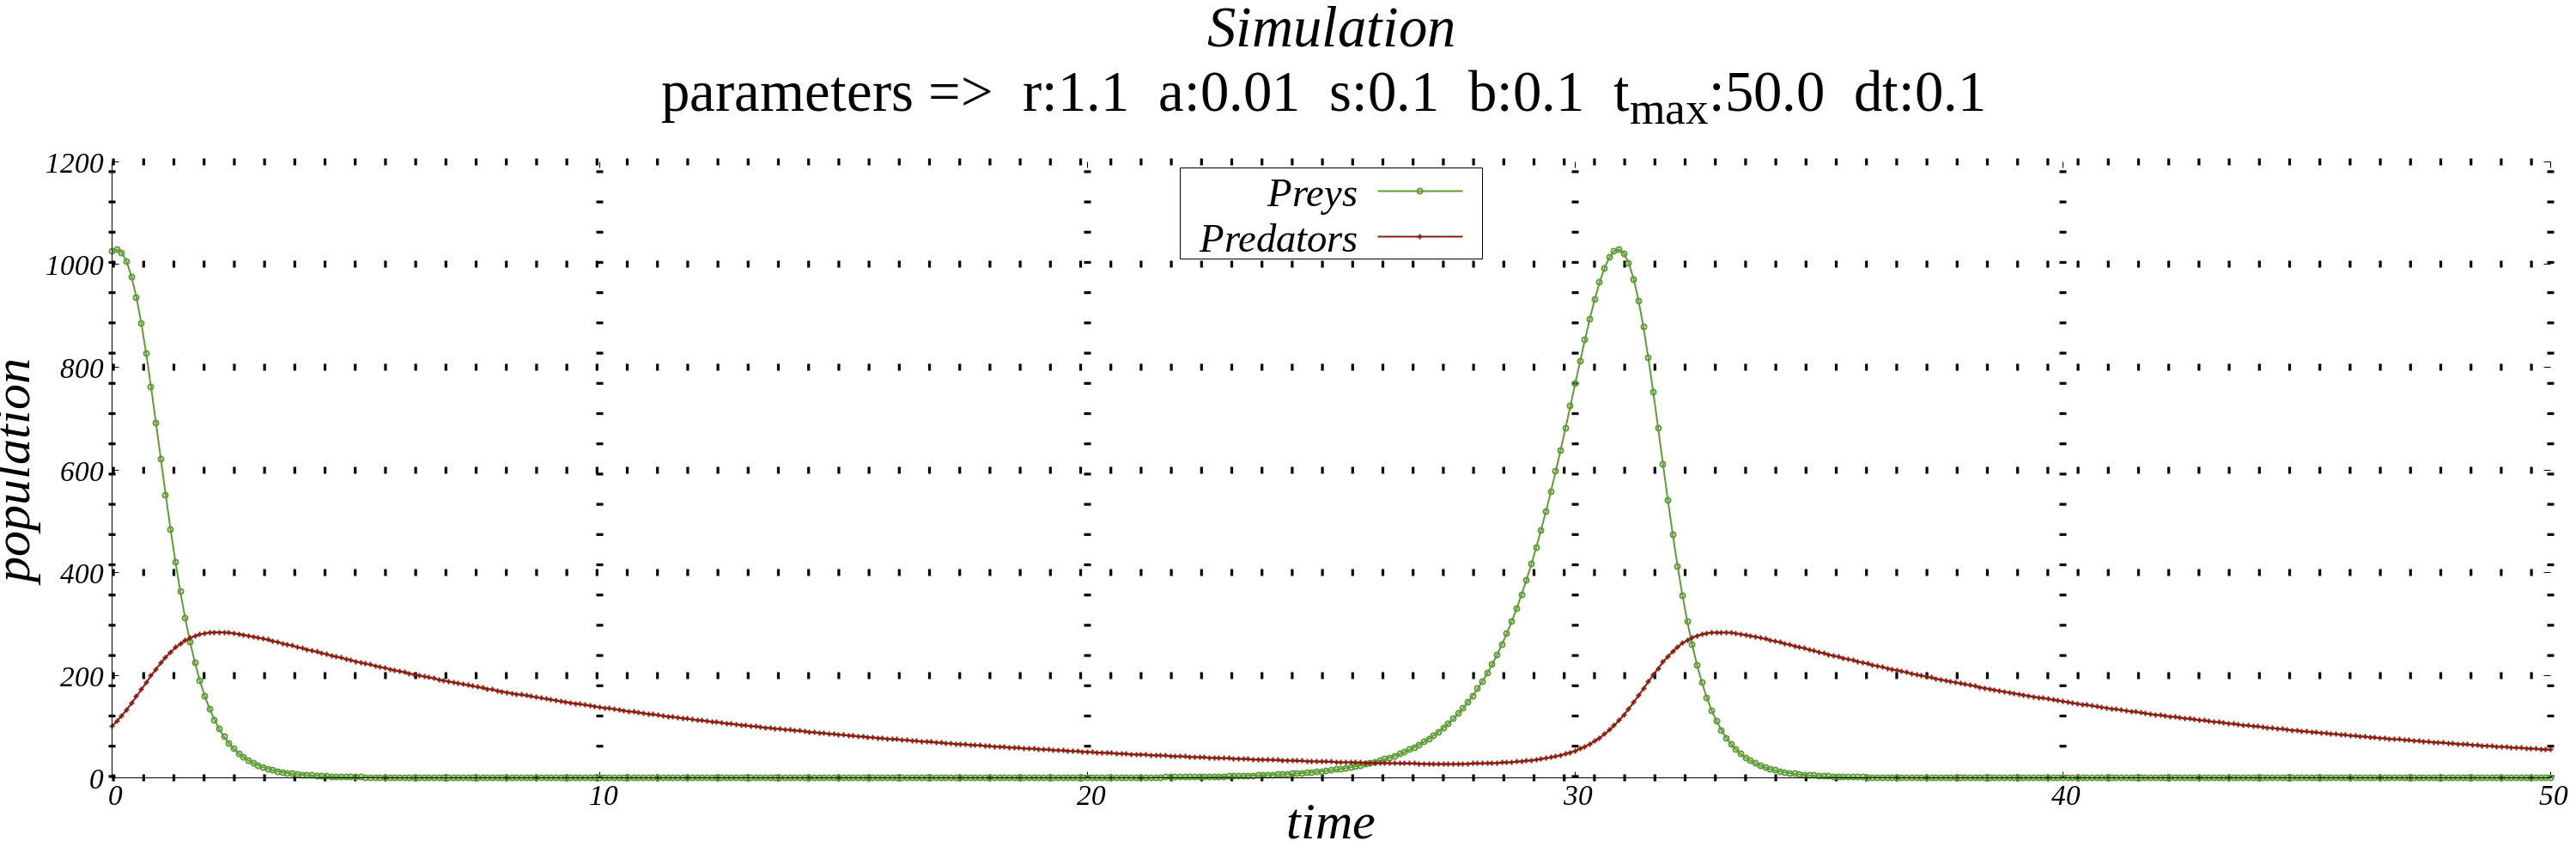 Simulation
parameters => r:1.1 a:0.01 s:0.1 b:0.1 tmax:50.0 dt:0.1
1200
1000
800
600
400
200
0
population
Preys
Predators
0 10 20 30 40 50
time